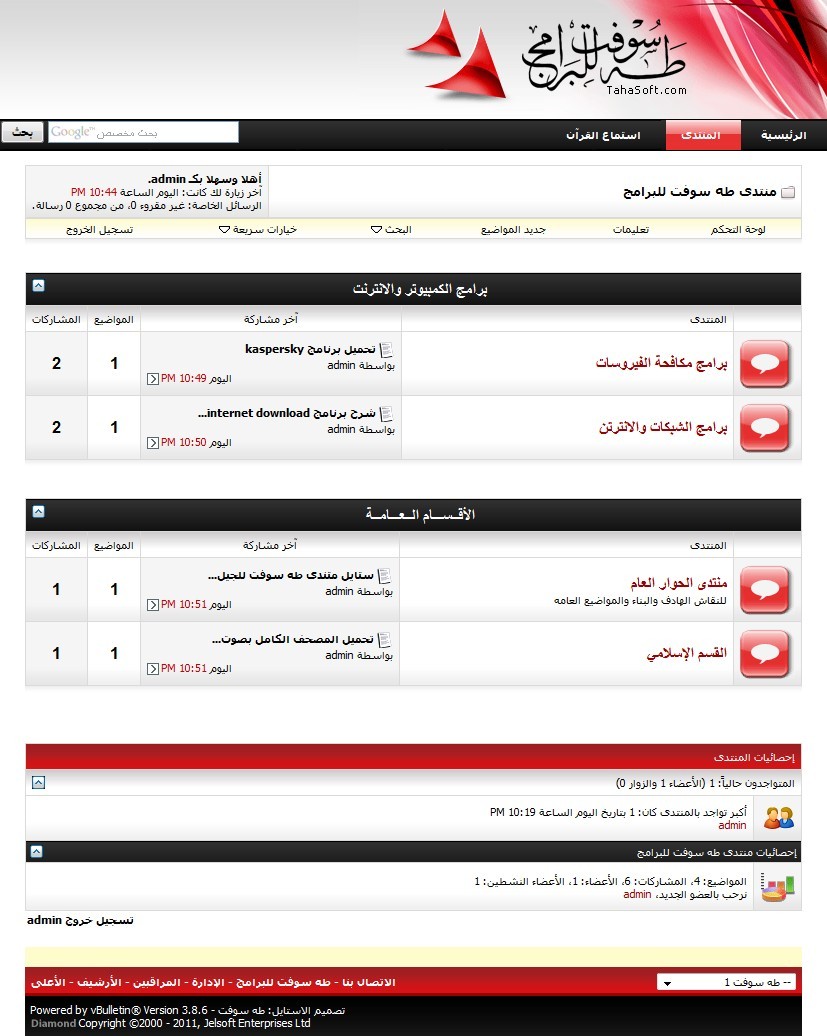 طه سوفت للبرامج
TahaSoft.com
الرئيسية
المنتدى
استماع القرآن
Google™ بحث مخصص
بحث
منتدى طه سوفت للبرامج
أهلا وسهلا بكـ admin.
آخر زيارة لك كانت: اليوم الساعة 10:44 PM
الرسائل الخاصة: غير مقروء 0، من مجموع 0 رسالة.
لوحة التحكم
تعليمات
جديد المواضيع
البحث
خيارات سريعة
تسجيل الخروج
برامج الكمبيوتر والانترنت
المنتدى
آخر مشاركة
المواضيع
المشاركات
برامج مكافحة الفيروسات
تحميل برنامج kaspersky
بواسطة admin
اليوم 10:49 PM
1
2
برامج الشبكات والانترتن
شرح برنامج internet download...
بواسطة admin
اليوم 10:50 PM
1
2
الأقــســـام الــعــامــة
المنتدى
آخر مشاركة
المواضيع
المشاركات
منتدى الحوار العام
للنقاش الهادف والبناء والمواضيع العامه
ستايل منتدى طه سوفت للجيل...
بواسطة admin
اليوم 10:51 PM
1
1
القسم الإسلامي
تحميل المصحف الكامل بصوت...
بواسطة admin
اليوم 10:51 PM
1
1
إحصائيات المنتدى
المتواجدون حالياً: 1 (الأعضاء 1 والزوار 0)
أكبر تواجد بالمنتدى كان: 1 بتاريخ اليوم الساعة 10:19 PM
admin
إحصائيات منتدى طه سوفت للبرامج
المواضيع: 4، المشاركات: 6، الأعضاء: 1، الأعضاء النشطين: 1
نرحب بالعضو الجديد، admin
تسجيل خروج admin
-- طه سوفت 1
الاتصال بنا - طه سوفت للبرامج - الإدارة - المراقبين - الأرشيف - الأعلى
تصميم الاستايل: طه سوفت - Powered by vBulletin® Version 3.8.6
Diamond Copyright ©2000 - 2011, Jelsoft Enterprises Ltd